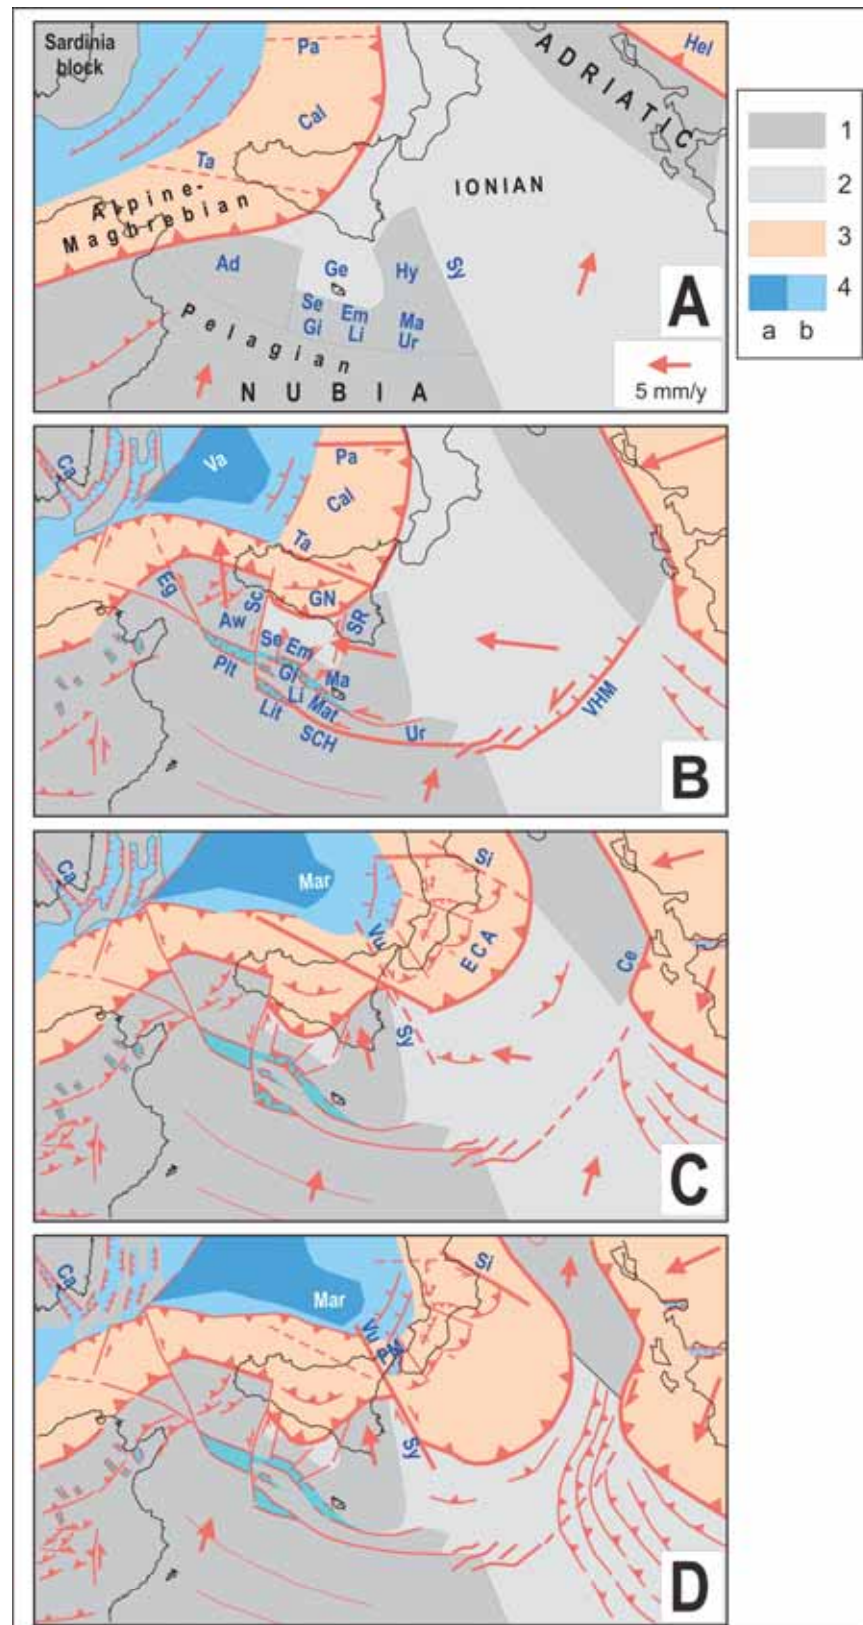 Sardinia
block
Pa
Cal
Ta
Alpine-
Maghrebian
ADRIATIC
Hel
IONIAN
Ad
Ge
Hy
Sy
Se
Em
Ma
Gi
Li
Ur
Pelagian
NUBIA
A
5 mm/y
1
2
3
4
a b
Ca
Va
Pa
Cal
Ta
Eg
Sc
GN
SR
Aw
Se
Em
Plt
Gi
Ma
Li
Mat
Lit
SCH
Ur
VHM
B
Ca
Mar
Si
Vu
ECA
Ce
Sy
C
Ca
Mar
Si
Vu
PM
Sy
D